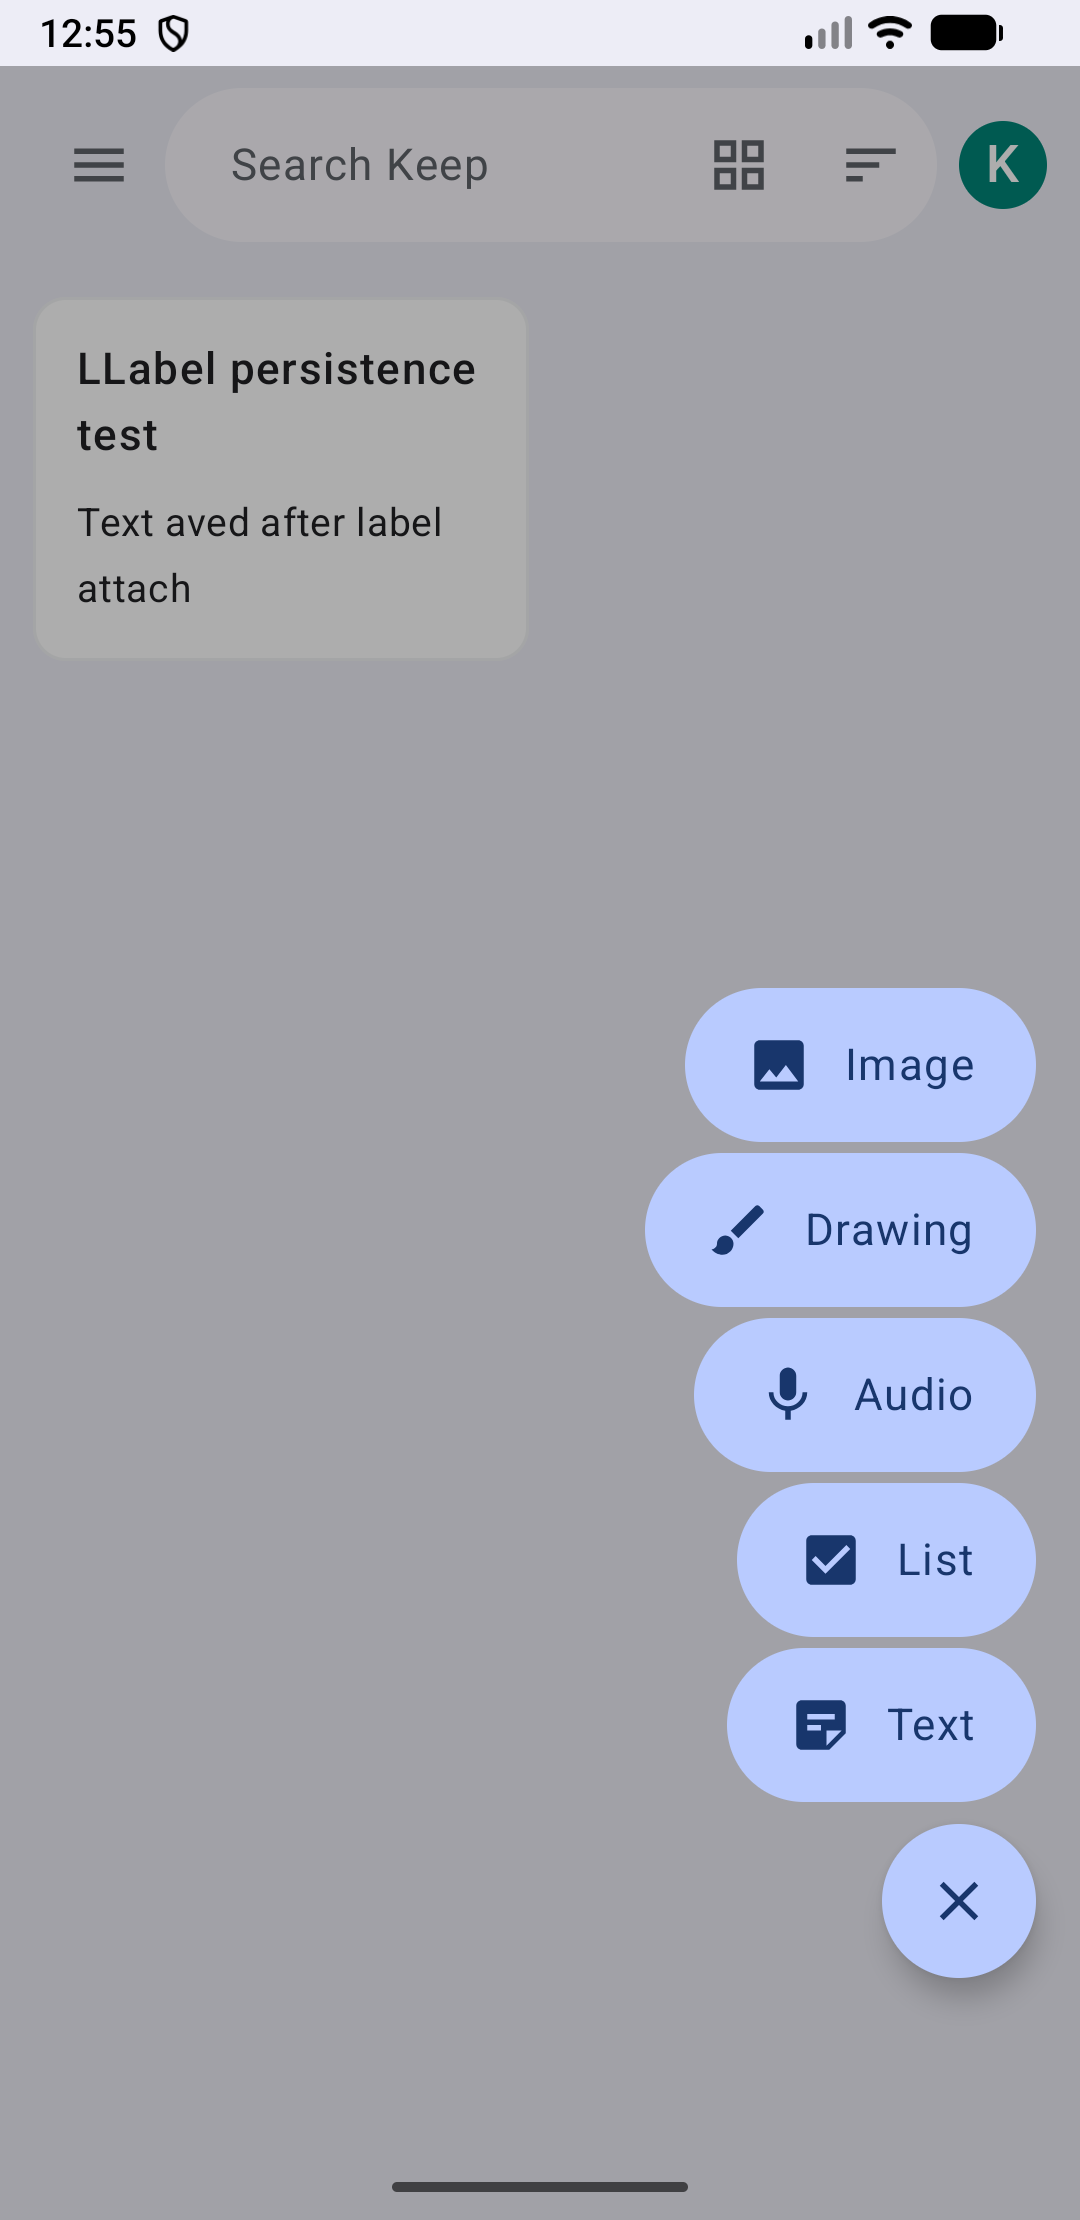 12:55
Search Keep
K
LLabel persistence
test
Text aved after label
attach
Image
Drawing
Audio
List
Text